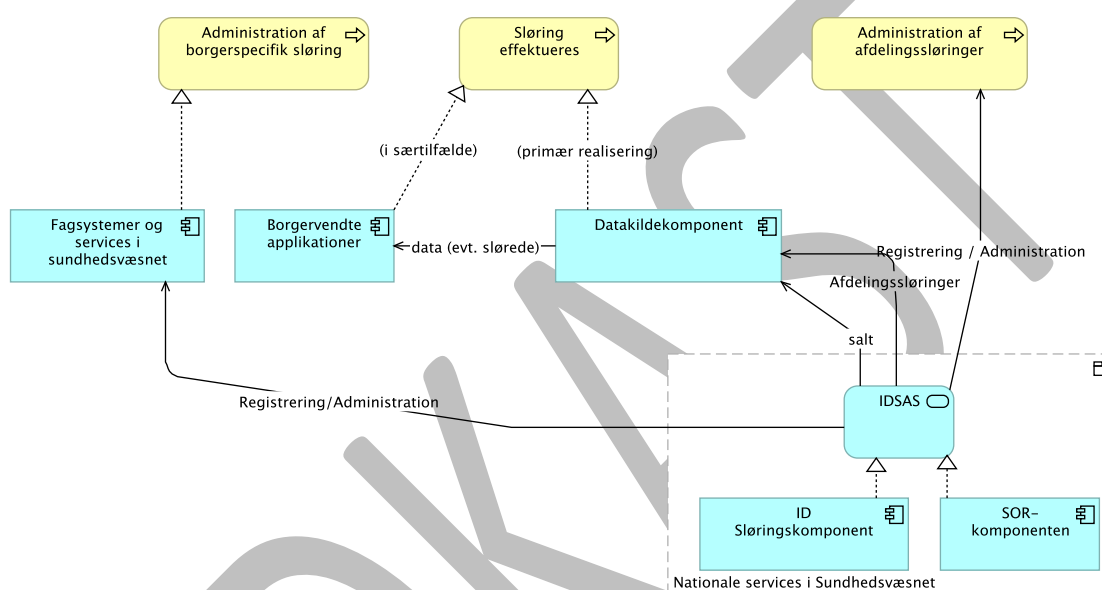 Administration af
borgerspecifik sløring
Sløring
effektueres
Administration af
afdelingssløringer
(i særtilfælde)
(primær realisering)
Fagsystemer og
services i
sundhedsvæsnet
Borgervendte
applikationer
data (evt. slørede)
Datakildekomponent
Registrering / Administration
Afdelingssløringer
salt
Registrering/Administration
IDSAS
ID
Sløringskomponent
SOR-
komponenten
Nationale services i Sundhedsvæsnet